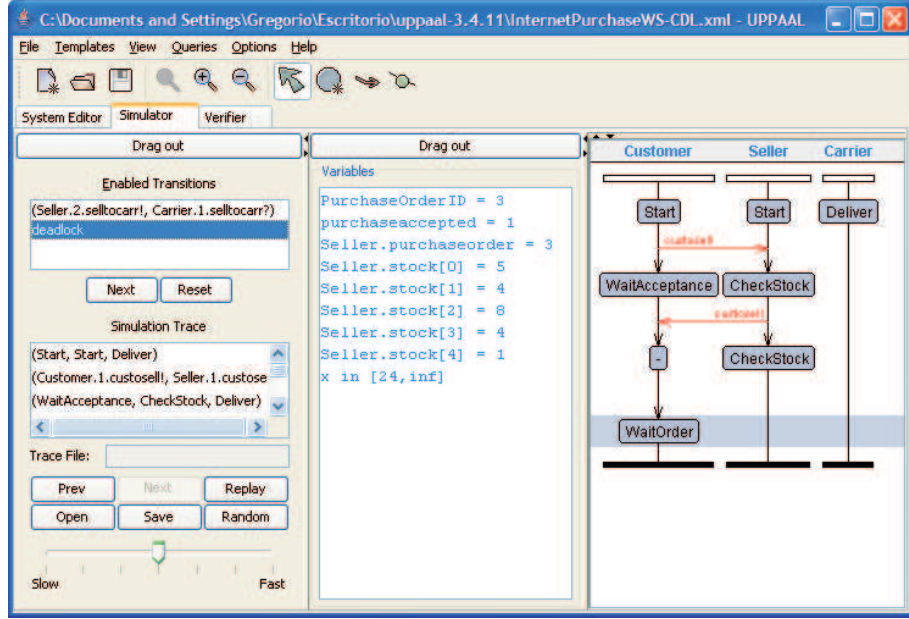 C:\Documents and Settings\Gregorio\Escritorio\uppaal-3.4.11\InternetPurchaseWS-CDL.xml - UPPAAL
File Templates View Queries Options Help
System Editor Simulator Verifier
Drag out
Enabled Transitions
(Seller.2.selltocarr!, Carrier.1.selltocarr?)
deadlock
Next Reset
Simulation Trace
(Start, Start, Deliver)
(Customer.1.custosell!, Seller.1.custose
(WaitAcceptance, CheckStock, Deliver)
Trace File:
Prev Next Replay
Open Save Random
Slow Fast
Drag out
Variables
PurchaseOrderID = 3
purchaseaccepted = 1
Seller.purchaseorder = 3
Seller.stock[0] = 5
Seller.stock[1] = 4
Seller.stock[2] = 8
Seller.stock[3] = 4
Seller.stock[4] = 1
x in [24,inf]
Customer Seller Carrier
Start Start Deliver
custosell
WaitAcceptance CheckStock
- CheckStock
WaitOrder